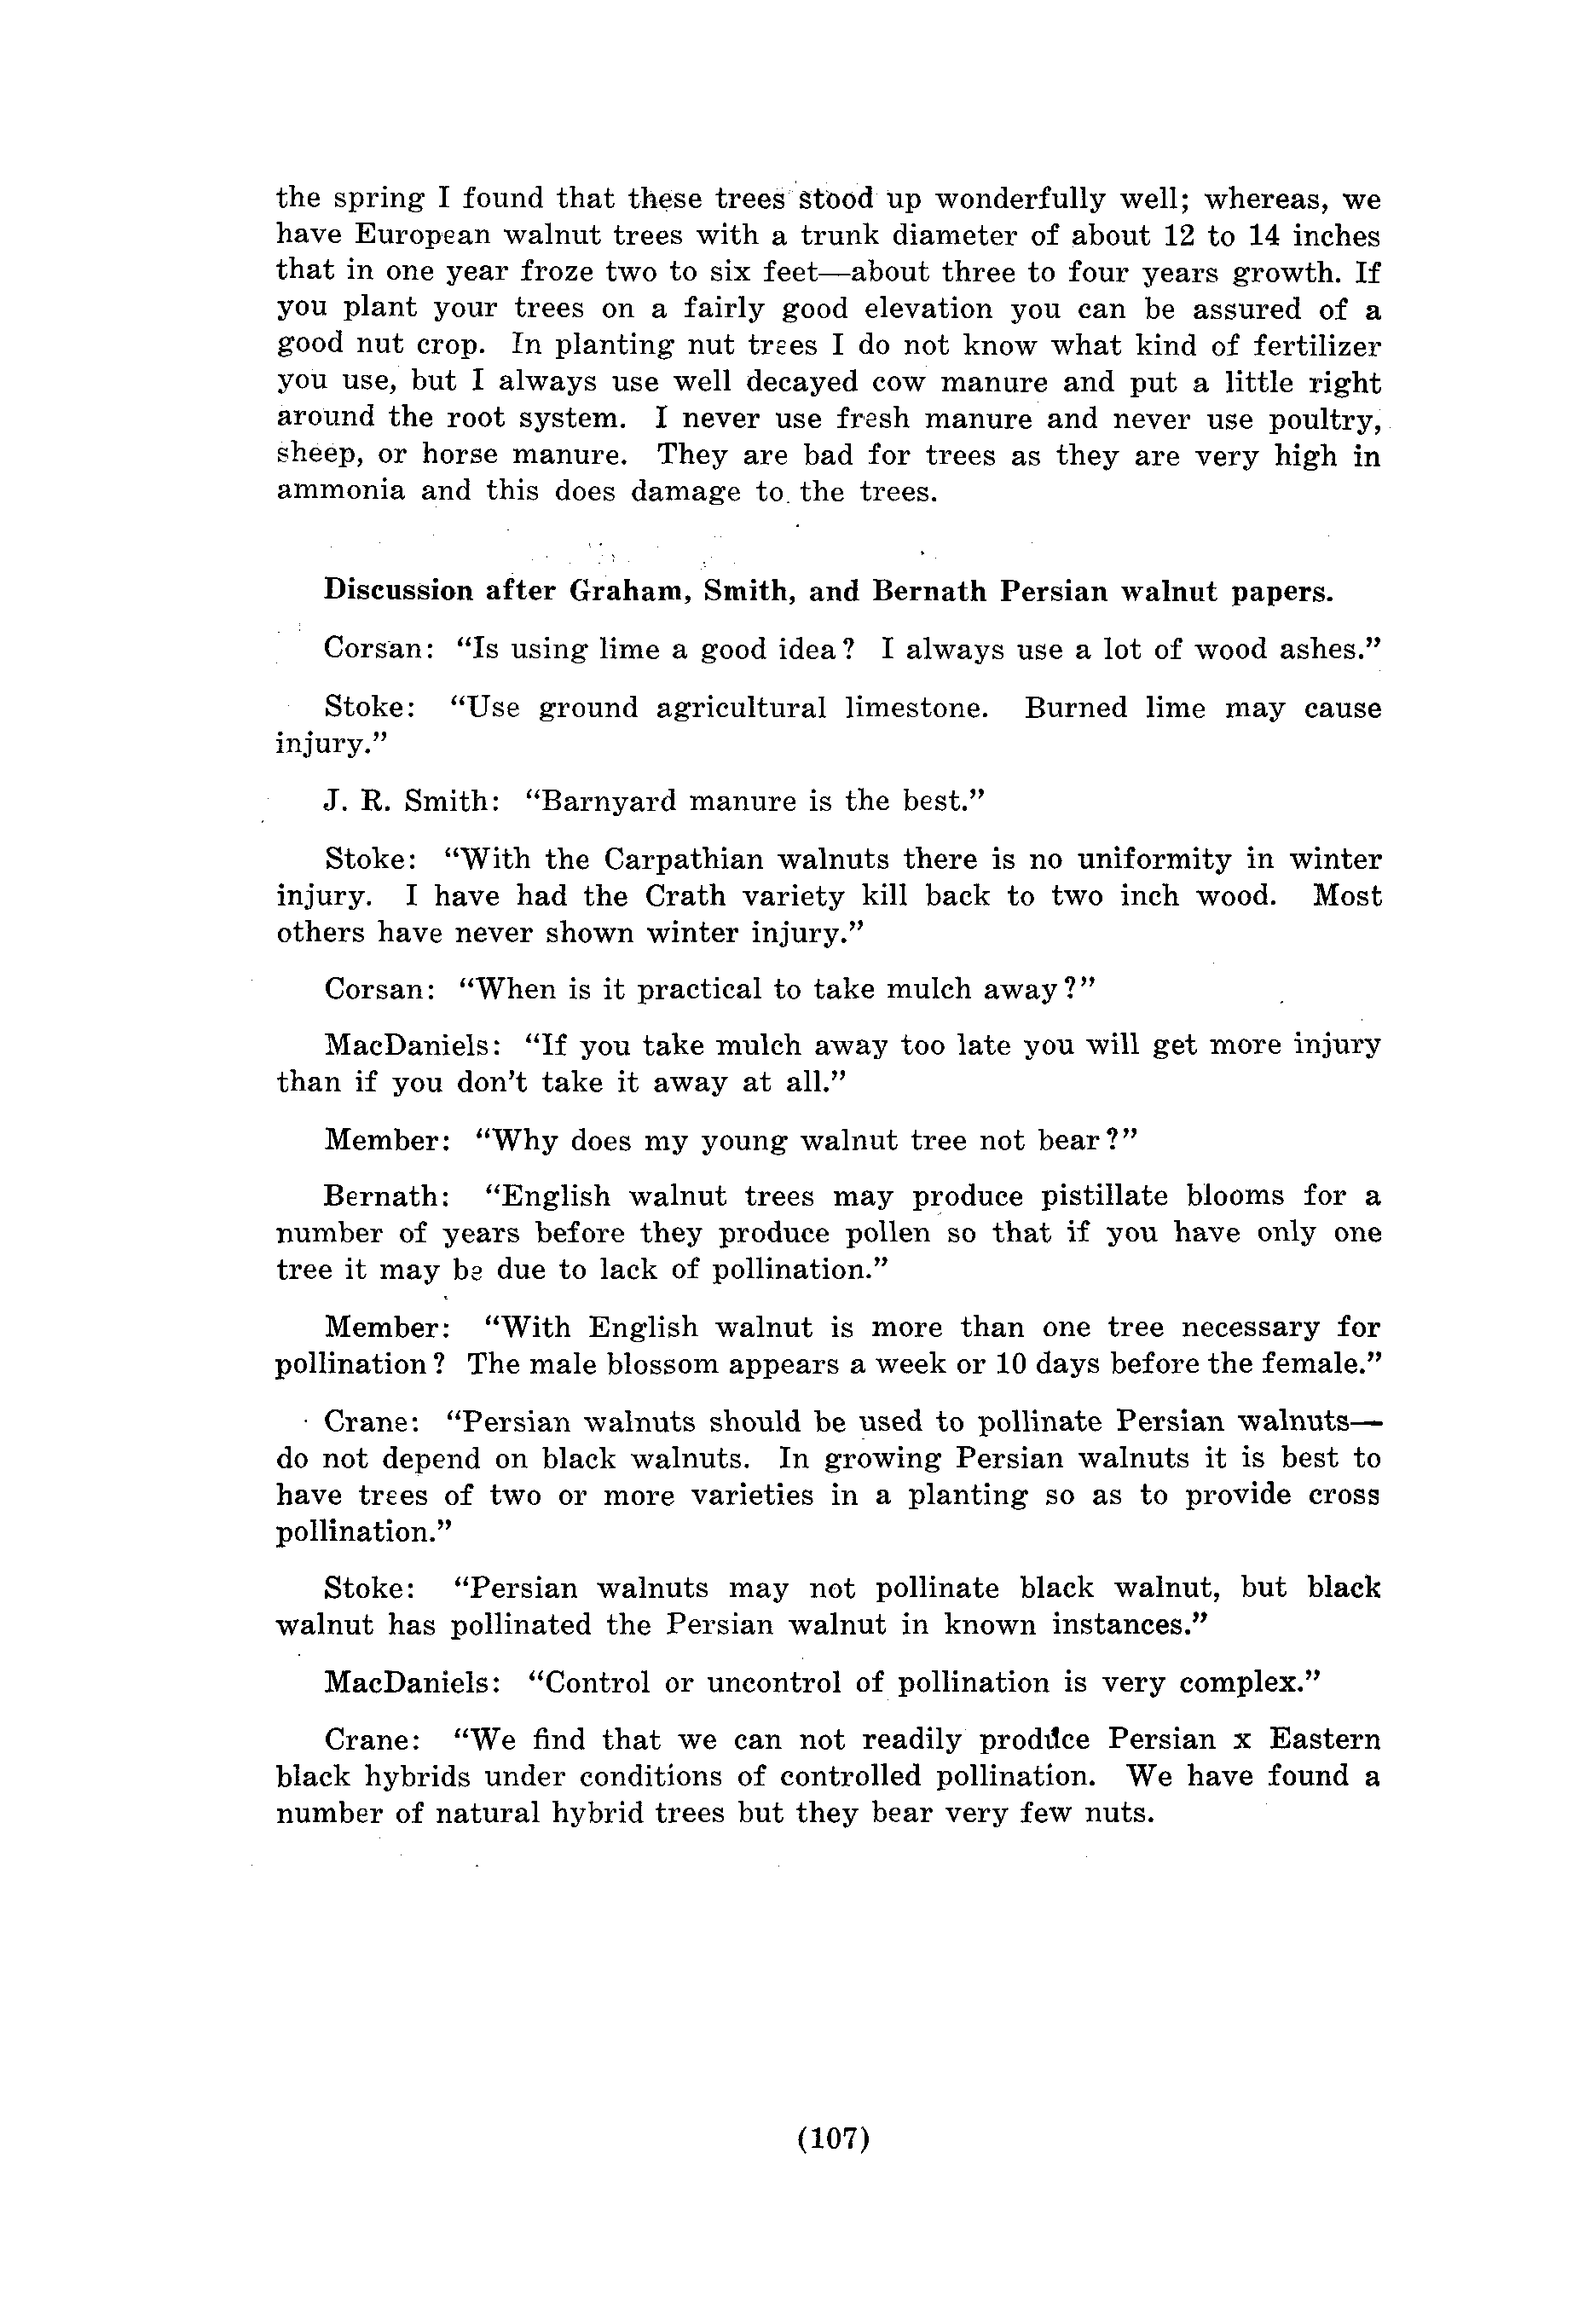 the spring I found that these trees stood up wonderfully well; whereas, we
have European walnut trees with a trunk diameter of about 12 to 14 inches
that in one year froze two to six feet—about three to four years growth. If
you plant your trees on a fairly good elevation you can be assured of a
good nut crop. In planting nut trees I do not know what kind of fertilizer
you use, but I always use well decayed cow manure and put a little right
around the root system. I never use fresh manure and never use poultry,
sheep, or horse manure. They are bad for trees as they are very high in
ammonia and this does damage to the trees.
Discussion after Graham, Smith, and Bernath Persian walnut papers.
Corsan: “Is using lime a good idea? I always use a lot of wood ashes.”
Stoke: “Use ground agricultural limestone. Burned lime may cause
injury.”
J. R. Smith: “Barnyard manure is the best.”
Stoke: “With the Carpathian walnuts there is no uniformity in winter
injury. I have had the Crath variety kill back to two inch wood. Most
others have never shown winter injury.”
Corsan: “When is it practical to take mulch away?”
MacDaniels: “If you take mulch away too late you will get more injury
than if you don't take it away at all.”
Member: “Why does my young walnut tree not bear?”
Bernath: “English walnut trees may produce pistillate blooms for a
number of years before they produce pollen so that if you have only one
tree it may be due to lack of pollination.”
Member: “With English walnut is more than one tree necessary for
pollination? The male blossom appears a week or 10 days before the female.”
Crane: “Persian walnuts should be used to pollinate Persian walnuts—
do not depend on black walnuts. In growing Persian walnuts it is best to
have trees of two or more varieties in a planting so as to provide cross
pollination.”
Stoke: “Persian walnuts may not pollinate black walnut, but black
walnut has pollinated the Persian walnut in known instances.”
MacDaniels: “Control or uncontrol of pollination is very complex.”
Crane: “We find that we can not readily produce Persian x Eastern
black hybrids under conditions of controlled pollination. We have found a
number of natural hybrid trees but they bear very few nuts.
(107)